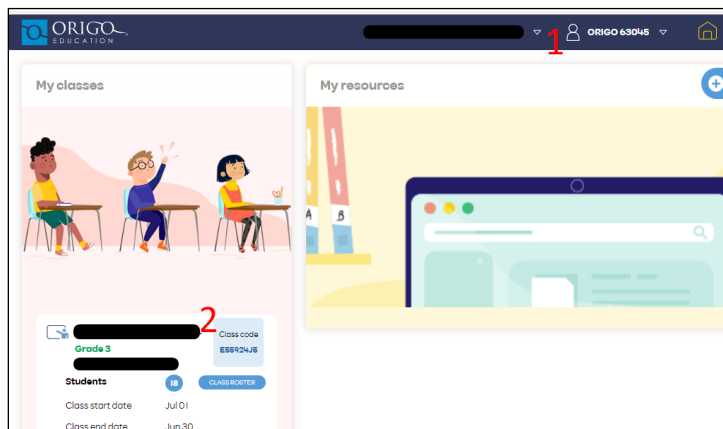 ORIGO
EDUCATION
1
ORIGO 63045
My classes
My resources
A
B
2
Class code
E55924J5
Grade 3
Students
18
CLASS ROSTER
Class start date
Jul 01
Class end date
Jun 30